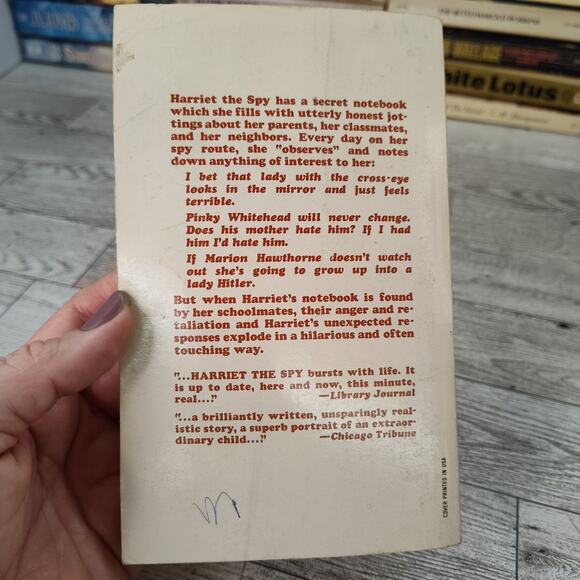 Harriet the Spy has a secret notebook
which she fills with utterly honest jot-
tings about her parents, her classmates,
and her neighbors. Every day on her
spy route, she "observes" and notes
down anything of interest to her:
I bet that lady with the cross-eye
looks in the mirror and just feels
terrible.
Pinky Whitehead will never change.
Does his mother hate him? If I had
him I'd hate him.
If Marion Hawthorne doesn't watch
out she's going to grow up into a
lady Hitler.
But when Harriet's notebook is found
by her schoolmates, their anger and re-
taliation and Harriet's unexpected re-
sponses explode in a hilarious and often
touching way.
"...HARRIET THE SPY bursts with life. It
is up to date, here and now, this minute,
real..." —Library Journal
"...a brilliantly written, unsparingly real-
istic story, a superb portrait of an extraor-
dinary child..." —Chicago Tribune
COVER PRINTED IN USA
Lotus